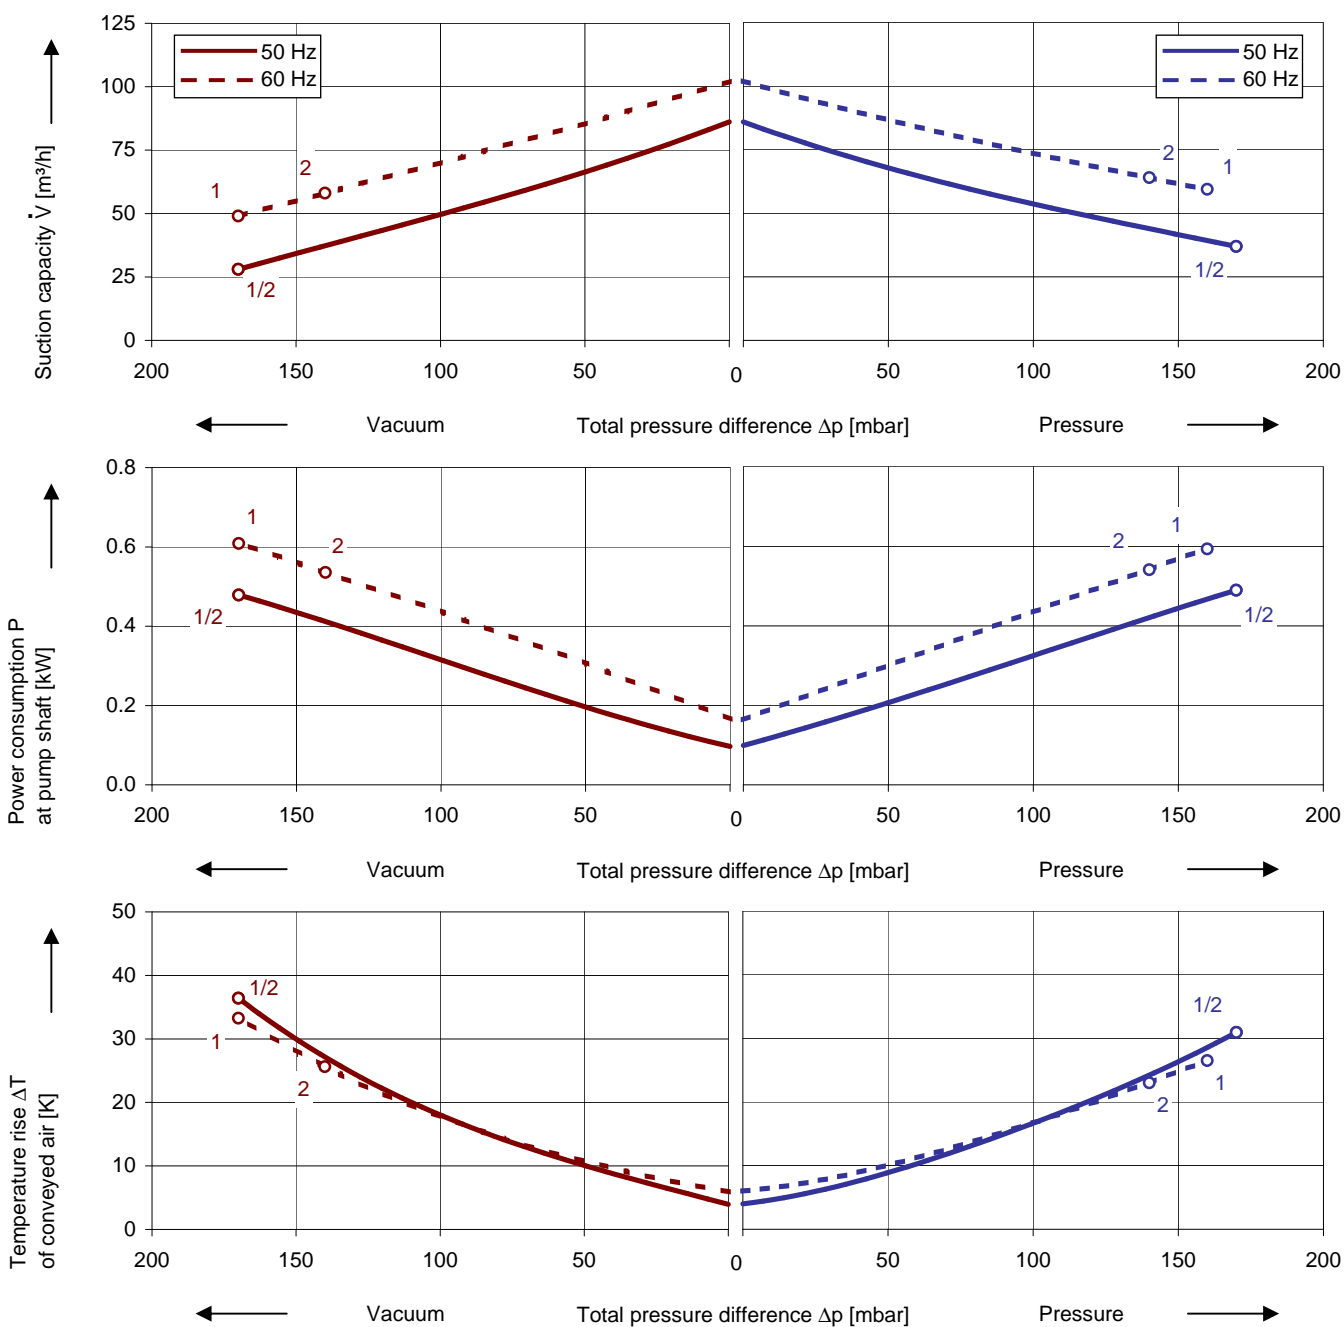 125
100
75
50
25
0
Suction capacity V̇ [m³/h]
50 Hz
60 Hz
50 Hz
60 Hz
1
2
1/2
2
1
1/2
200 150 100 50 0 50 100 150 200
Vacuum Total pressure difference Δp [mbar] Pressure
0.8
0.6
0.4
0.2
0.0
Power consumption P
at pump shaft [kW]
1
2
1/2
2
1
1/2
200 150 100 50 0 50 100 150 200
Vacuum Total pressure difference Δp [mbar] Pressure
50
40
30
20
10
0
Temperature rise ΔT
of conveyed air [K]
1/2
1
2
1/2
1
2
200 150 100 50 0 50 100 150 200
Vacuum Total pressure difference Δp [mbar] Pressure